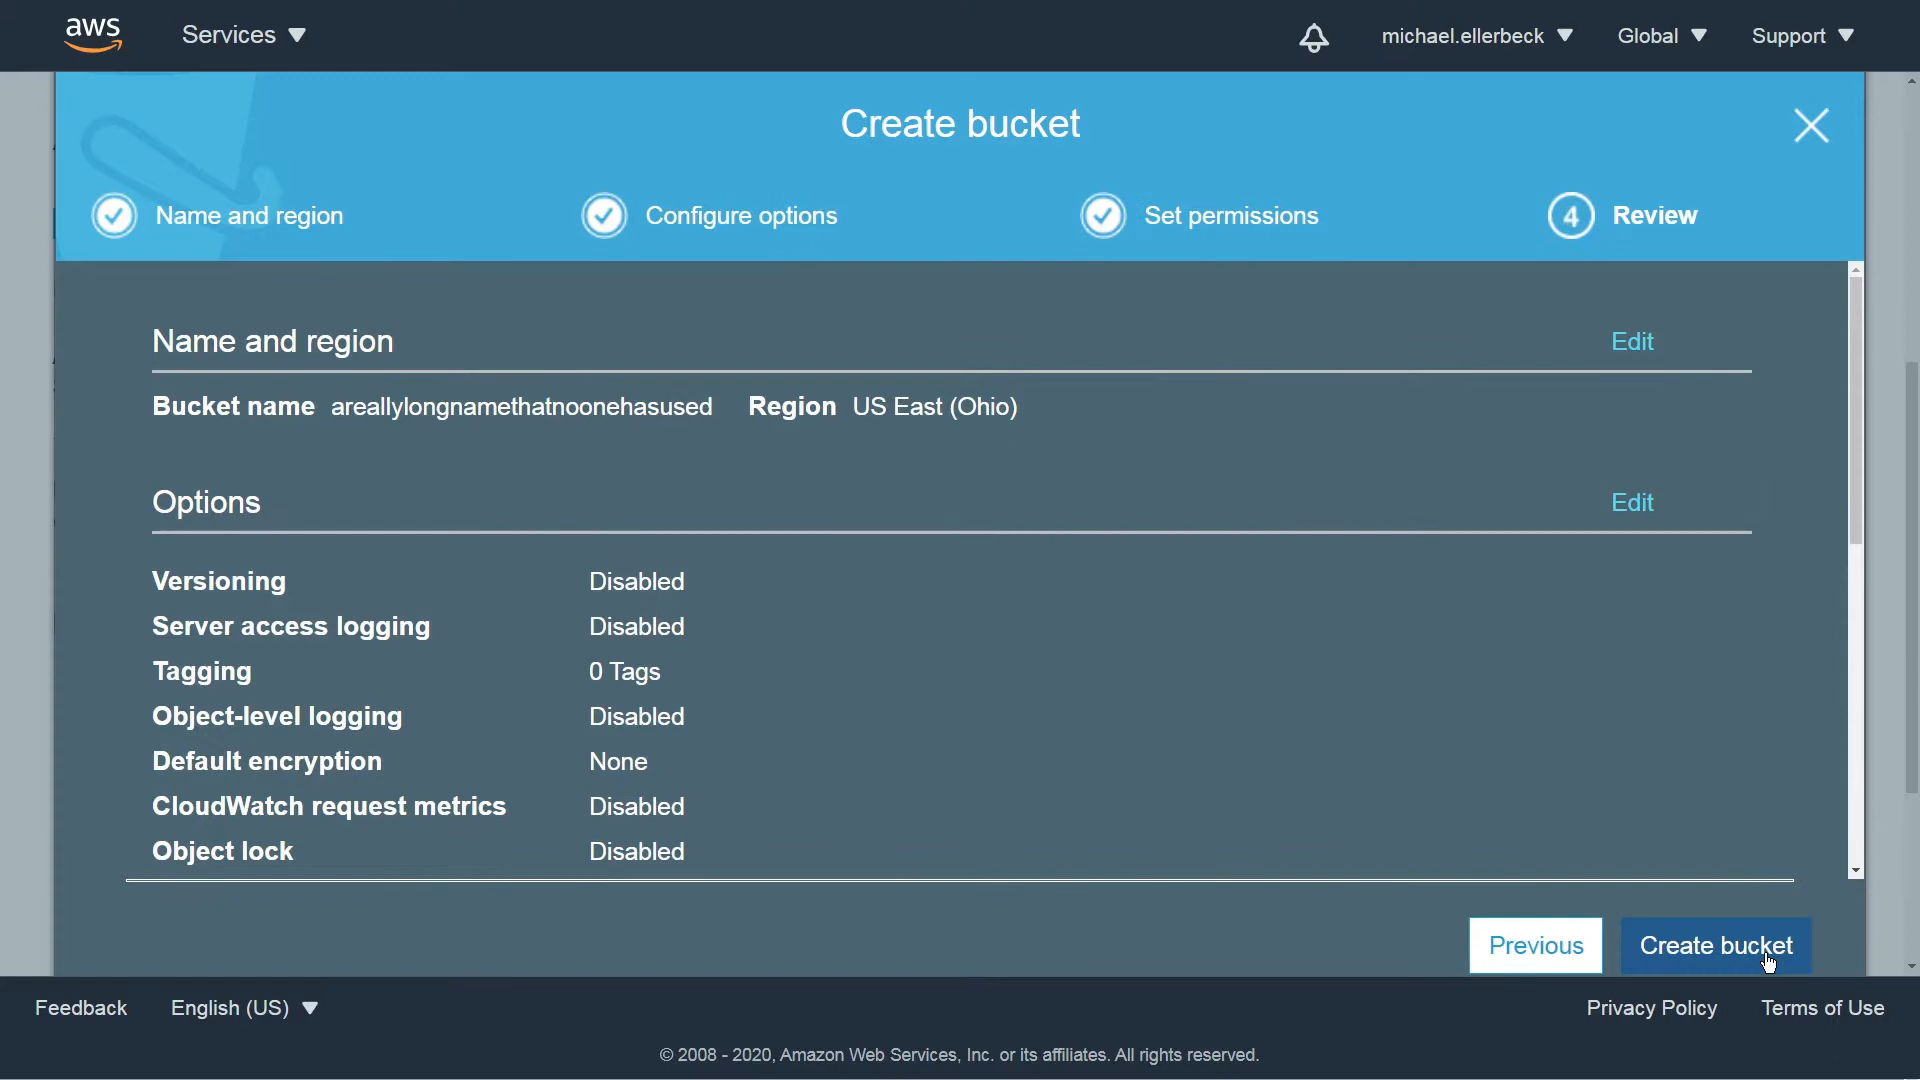 aws Services michael.ellerbeck Global Support
Create bucket
Name and region Configure options Set permissions 4 Review
Name and region Edit
Bucket name areallylongnamethatnoonehasused Region US East (Ohio)
Options Edit
Versioning Disabled
Server access logging Disabled
Tagging 0 Tags
Object-level logging Disabled
Default encryption None
CloudWatch request metrics Disabled
Object lock Disabled
Previous Create bucket
Feedback English (US) Privacy Policy Terms of Use
© 2008 - 2020, Amazon Web Services, Inc. or its affiliates. All rights reserved.